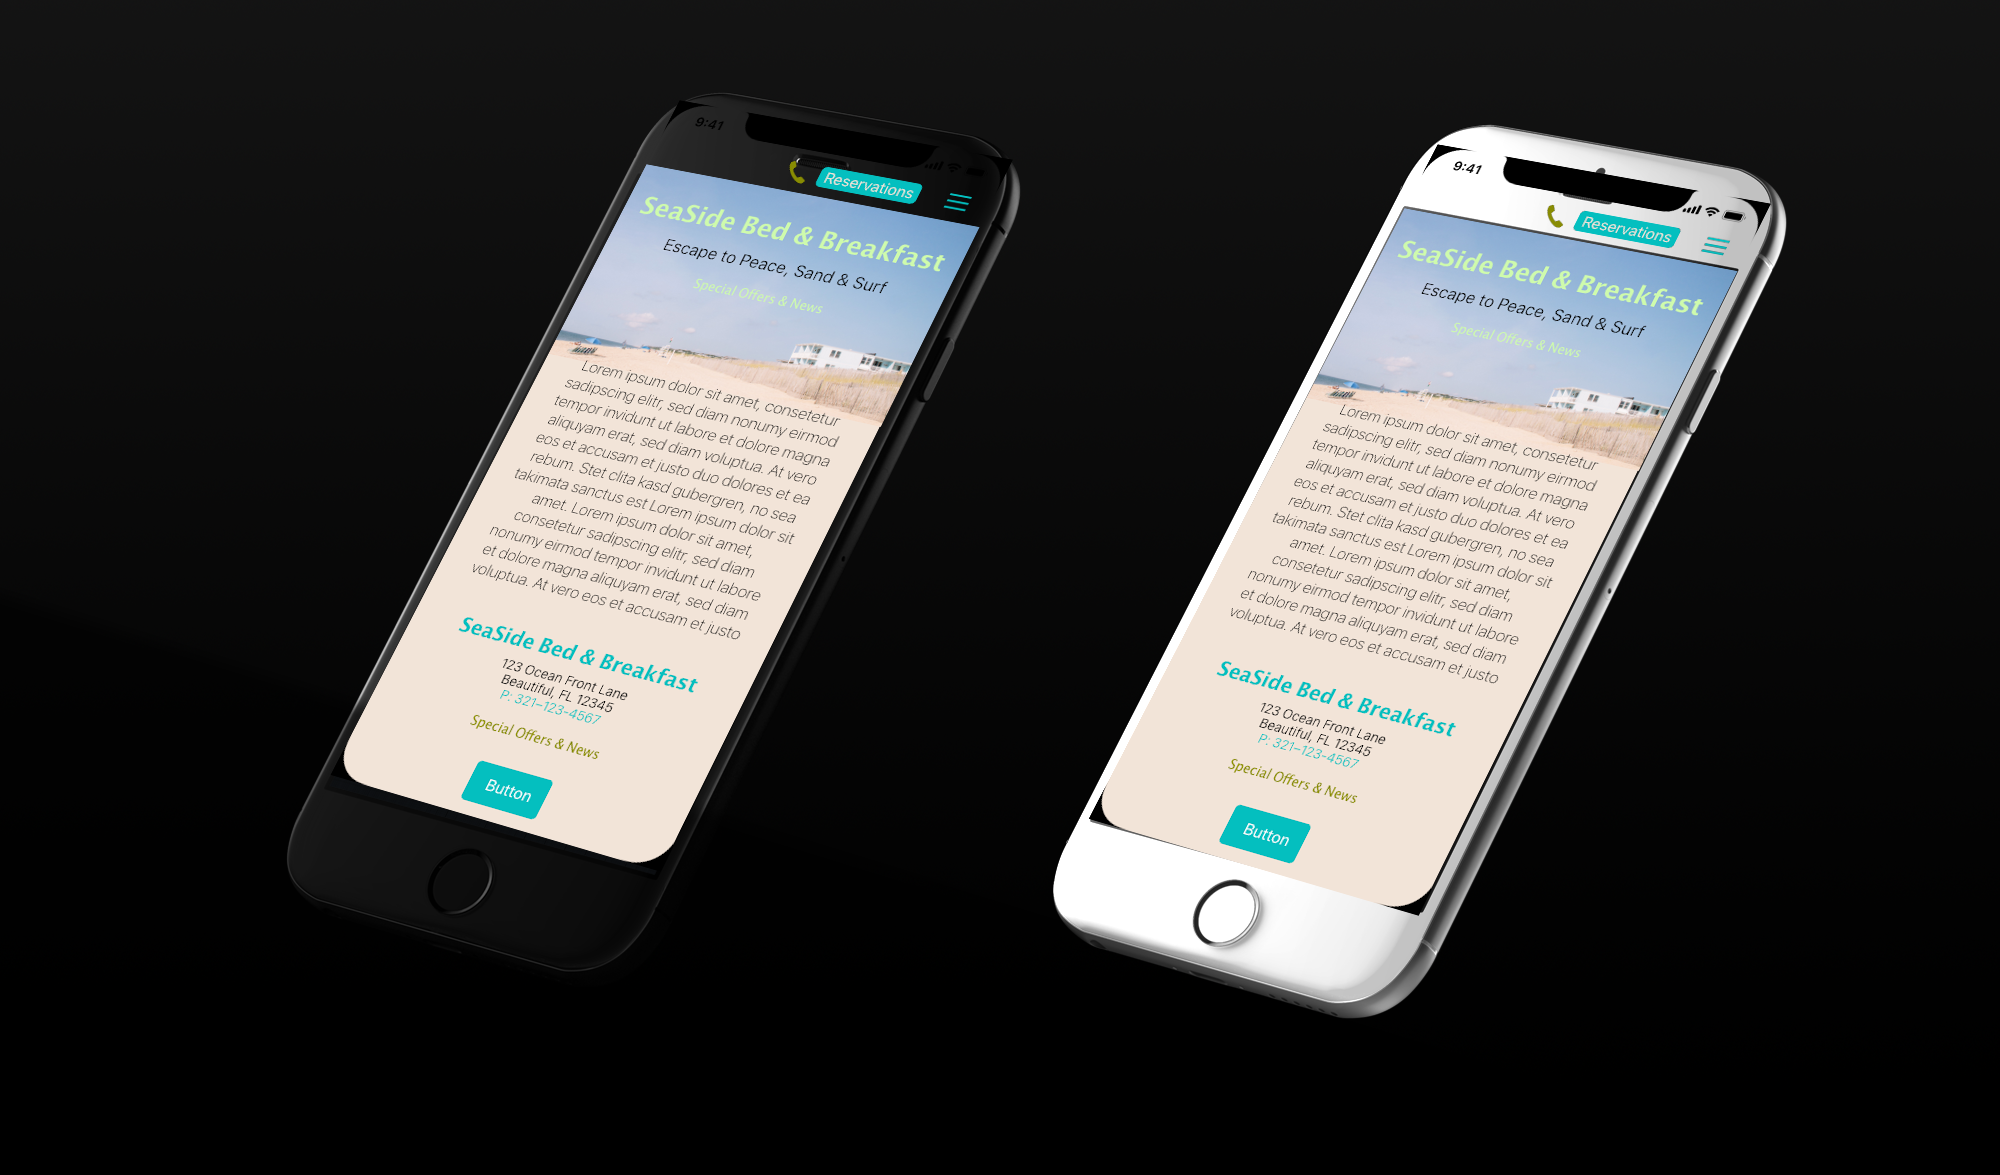 9:41
Reservations
SeaSide Bed & Breakfast
Escape to Peace, Sand & Surf
Special Offers & News
Lorem ipsum dolor sit amet, consetetur
sadipscing elitr, sed diam nonumy eirmod
tempor invidunt ut labore et dolore magna
aliquyam erat, sed diam voluptua. At vero
eos et accusam et justo duo dolores et ea
rebum. Stet clita kasd gubergren, no sea
takimata sanctus est Lorem ipsum dolor sit
amet. Lorem ipsum dolor sit amet,
consetetur sadipscing elitr, sed diam
nonumy eirmod tempor invidunt ut labore
et dolore magna aliquyam erat, sed diam
voluptua. At vero eos et accusam et justo
SeaSide Bed & Breakfast
123 Ocean Front Lane
Beautiful, FL 12345
P: 321-123-4567
Special Offers & News
Button
9:41
Reservations
SeaSide Bed & Breakfast
Escape to Peace, Sand & Surf
Special Offers & News
Lorem ipsum dolor sit amet, consetetur
sadipscing elitr, sed diam nonumy eirmod
tempor invidunt ut labore et dolore magna
aliquyam erat, sed diam voluptua. At vero
eos et accusam et justo duo dolores et ea
rebum. Stet clita kasd gubergren, no sea
takimata sanctus est Lorem ipsum dolor sit
amet. Lorem ipsum dolor sit amet,
consetetur sadipscing elitr, sed diam
nonumy eirmod tempor invidunt ut labore
et dolore magna aliquyam erat, sed diam
voluptua. At vero eos et accusam et justo
SeaSide Bed & Breakfast
123 Ocean Front Lane
Beautiful, FL 12345
P: 321-123-4567
Special Offers & News
Button